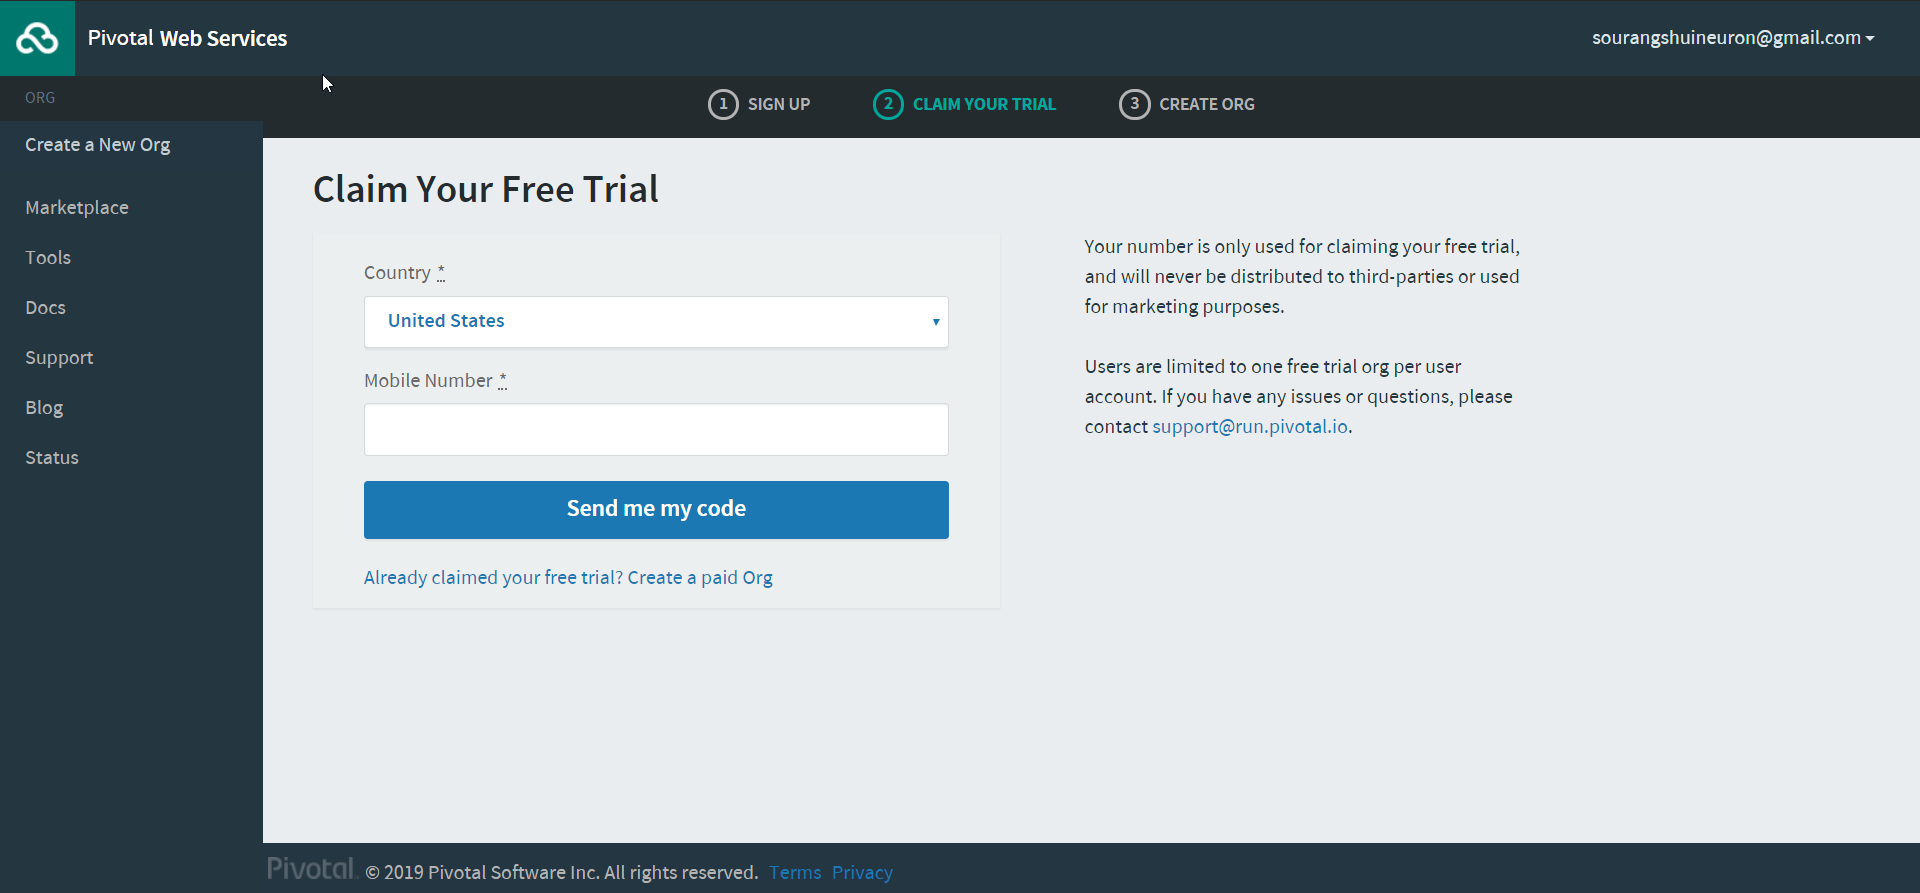 Pivotal Web Services
sourangshuineuron@gmail.com
ORG
1 SIGN UP
2 CLAIM YOUR TRIAL
3 CREATE ORG
Create a New Org
Marketplace
Tools
Docs
Support
Blog
Status
Claim Your Free Trial
Country *
United States
Mobile Number *
Send me my code
Already claimed your free trial? Create a paid Org
Your number is only used for claiming your free trial,
and will never be distributed to third-parties or used
for marketing purposes.
Users are limited to one free trial org per user
account. If you have any issues or questions, please
contact support@run.pivotal.io.
Pivotal. © 2019 Pivotal Software Inc. All rights reserved. Terms Privacy